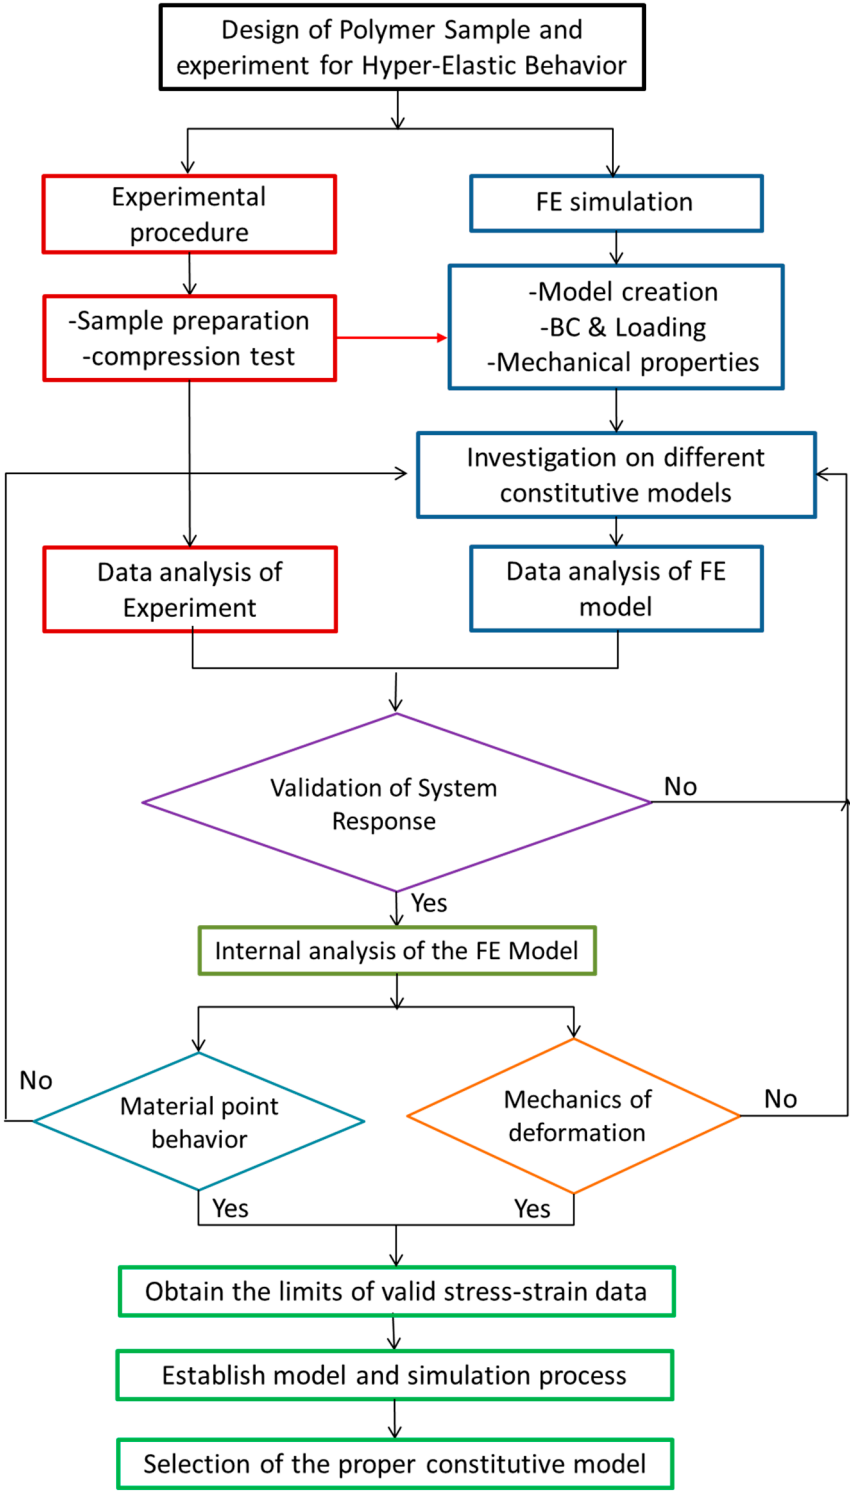 Design of Polymer Sample and
experiment for Hyper-Elastic Behavior
Experimental
procedure
FE simulation
-Sample preparation
-compression test
-Model creation
-BC & Loading
-Mechanical properties
Investigation on different
constitutive models
Data analysis of
Experiment
Data analysis of FE
model
Validation of System
Response
No
Yes
Internal analysis of the FE Model
No
Material point
behavior
Mechanics of
deformation
No
Yes
Yes
Obtain the limits of valid stress-strain data
Establish model and simulation process
Selection of the proper constitutive model